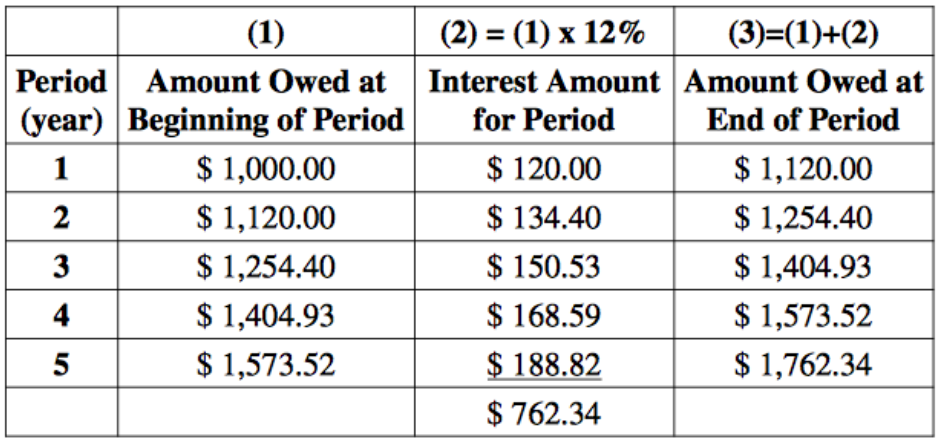 (1) (2) = (1) x 12% (3)=(1)+(2)
Period Amount Owed at Interest Amount Amount Owed at
(year) Beginning of Period for Period End of Period
1 $ 1,000.00 $ 120.00 $ 1,120.00
2 $ 1,120.00 $ 134.40 $ 1,254.40
3 $ 1,254.40 $ 150.53 $ 1,404.93
4 $ 1,404.93 $ 168.59 $ 1,573.52
5 $ 1,573.52 $ 188.82 $ 1,762.34
$ 762.34